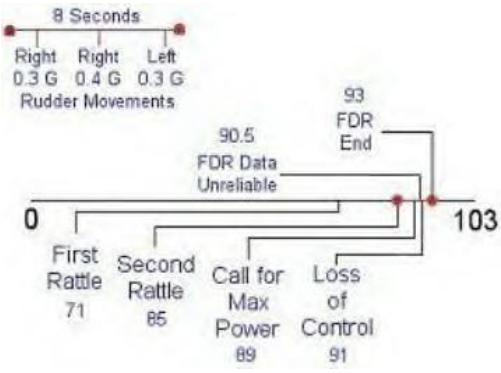 8 Seconds
Right Right Left
0.3 G 0.4 G 0.3 G
Rudder Movements
93
FDR
End
90.5
FDR Data
Unreliable
0 103
First
Rattle
71
Second
Rattle
85
Call for
Max
Power
89
Loss
of
Control
91